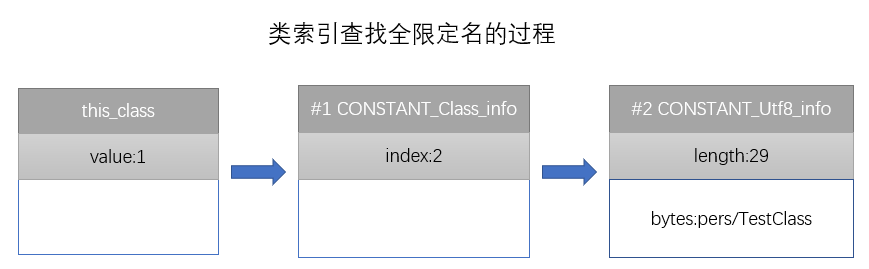 类索引查找全限定名的过程
this_class
value:1
#1 CONSTANT_Class_info
index:2
#2 CONSTANT_Utf8_info
length:29
bytes:pers/TestClass